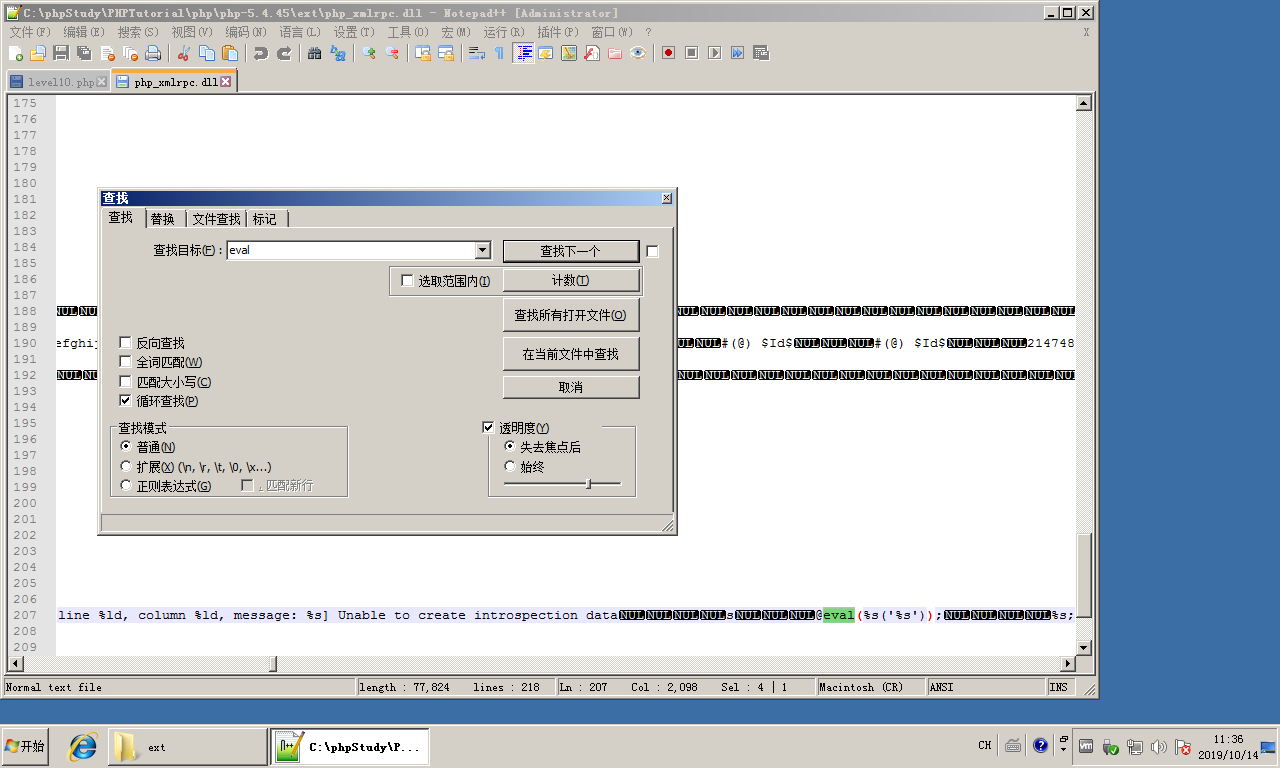 C:\phpStudy\PHPTutorial\php\php-5.4.45\ext\php_xmlrpc.dll - Notepad++ [Administrator]
文件(F) 编辑(E) 搜索(S) 视图(V) 编码(N) 语言(L) 设置(T) 工具(O) 宏(M) 运行(R) 插件(P) 窗口(W) ? X
level10.php php_xmlrpc.dll
175
176
177
178
179
180
181
182
183
184
185
186
187
188 NUL NUL NUL NUL NUL NUL NUL NUL NUL NUL NUL NUL NUL NUL NUL NUL NUL
189
190 efghij NUL NUL #(@) $Id$ NUL NUL NUL #(@) $Id$ NUL NUL NUL 214748
191
192 NUL NUL NUL NUL NUL NUL NUL NUL NUL NUL NUL NUL NUL NUL NUL NUL NUL
193
194
195
196
197
198
199
200
201
202
203
204
205
206
207 line %ld, column %ld, message: %s] Unable to create introspection data NUL NUL NUL NUL s NUL NUL NUL @eval(%s('%s')); NUL NUL NUL NUL %s;
208
209
查找
查找 替换 文件查找 标记
查找目标(F) : eval 查找下一个
选取范围内(I) 计数(T)
查找所有打开文件(O)
反向查找
在当前文件中查找
全词匹配(W)
匹配大小写(C) 取消
循环查找(P)
查找模式 透明度(Y)
普通(N) 失去焦点后
扩展(X) (\n, \r, \t, \0, \x...) 始终
正则表达式(G) . 匹配新行
Normal text file length : 77,824 lines : 218 Ln : 207 Col : 2,098 Sel : 4 | 1 Macintosh (CR) ANSI INS
开始 ext C:\phpStudy\P... CH 11:36
2019/10/14